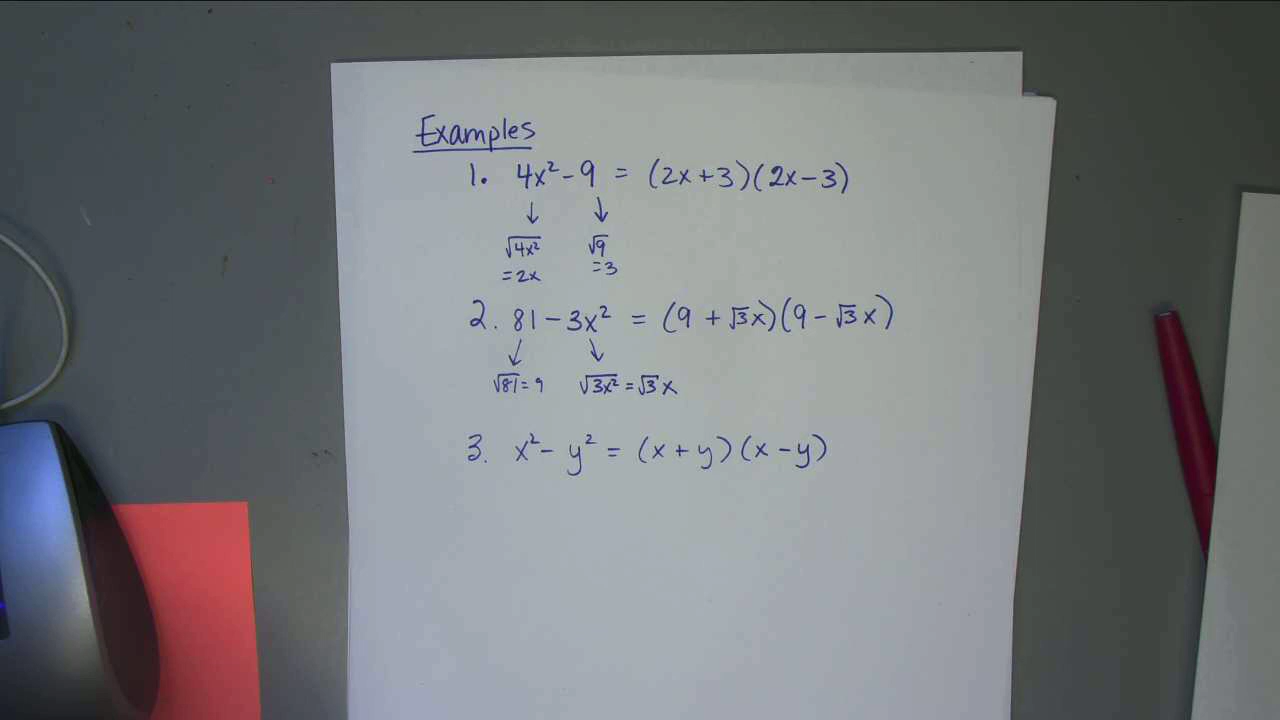 Examples
1. 4x² - 9 = (2x + 3)(2x - 3)
↓ ↓
√4x² √9
= 2x = 3
2. 81 - 3x² = (9 + √3x)(9 - √3x)
↓ ↓
√81 = 9 √3x² = √3x
3. x² - y² = (x + y)(x - y)